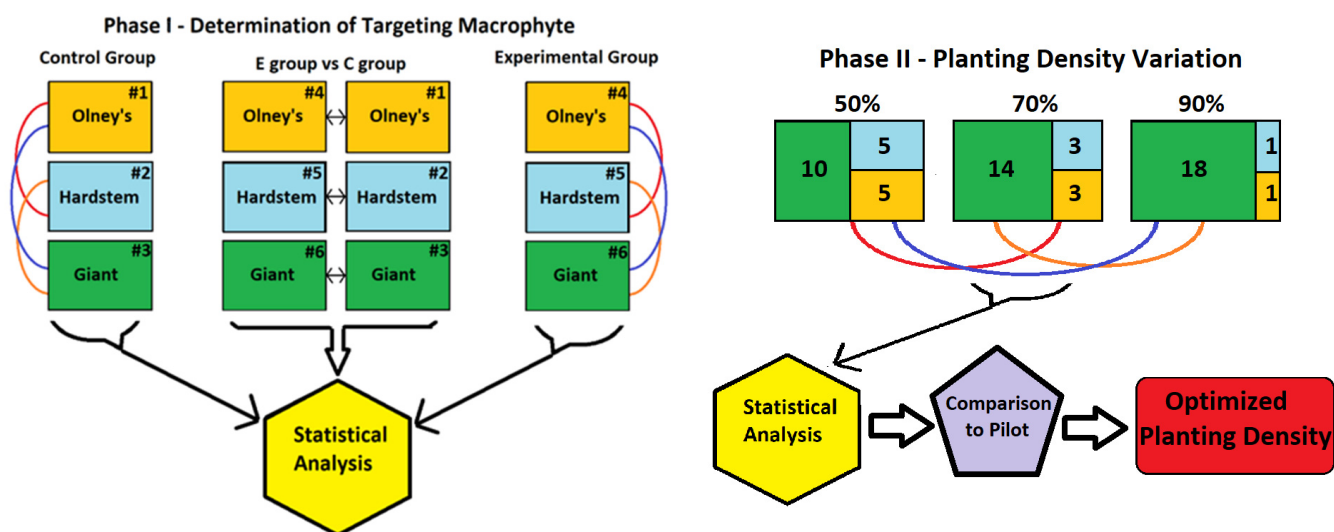 Phase I - Determination of Targeting Macrophyte
Control Group
E group vs C group
Experimental Group
#1
Olney's
#2
Hardstem
#3
Giant
#4
Olney's
#1
Olney's
#5
Hardstem
#2
Hardstem
#6
Giant
#3
Giant
#4
Olney's
#5
Hardstem
#6
Giant
Statistical
Analysis
Phase II - Planting Density Variation
50%
70%
90%
10
5
5
14
3
3
18
1
1
Statistical
Analysis
Comparison
to Pilot
Optimized
Planting Density